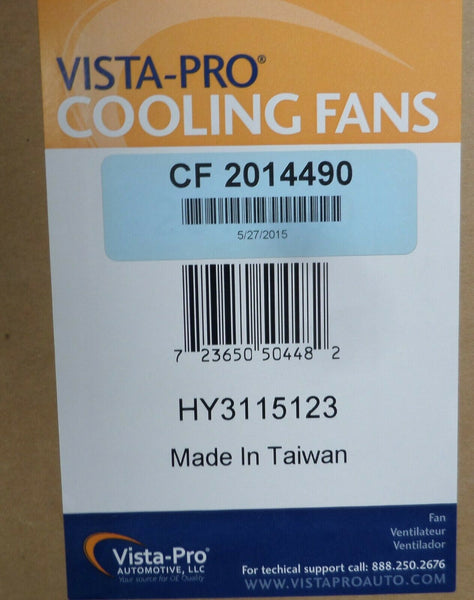 VISTA-PRO®
COOLING FANS
CF 2014490
5/27/2015
7 23650 50448 2
HY3115123
Made In Taiwan
Fan
Ventilateur
Ventilador
Vista-Pro®
AUTOMOTIVE, LLC
Your source for OE Quality
For techical support call: 888.250.2676
WWW.VISTAPROAUTO.COM